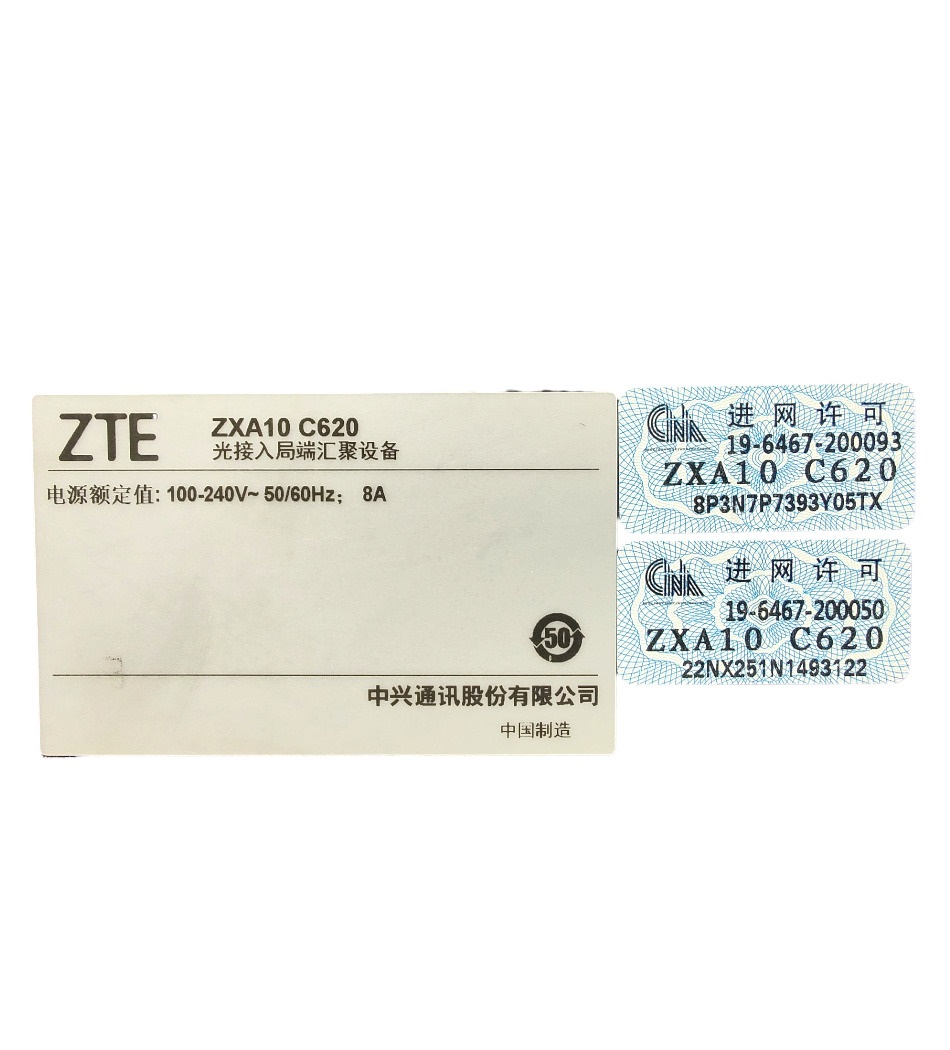 ZTE
ZXA10 C620
光接入局端汇聚设备
电源额定值: 100-240V~ 50/60Hz; 8A
50
中兴通讯股份有限公司
中国制造
进网许可
19-6467-200093
ZXA10 C620
8P3N7P7393Y05TX
进网许可
19-6467-200050
ZXA10 C620
22NX251N1493122